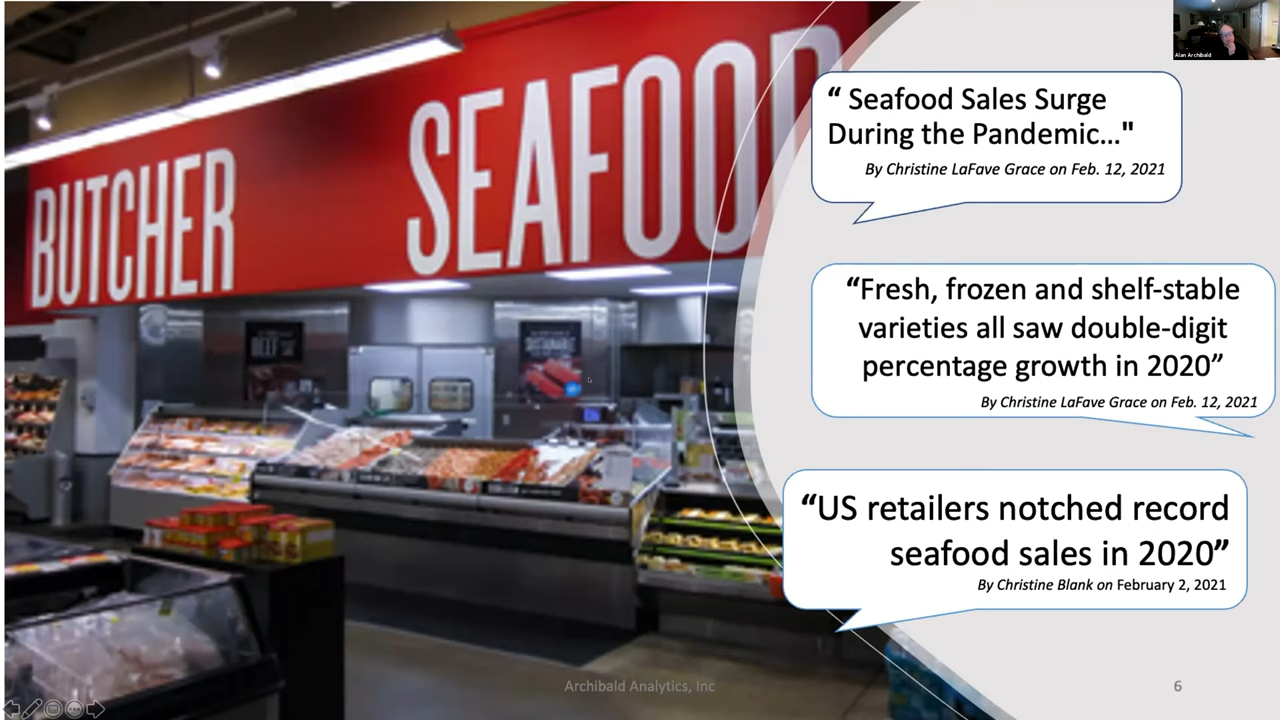 Alan Archibald
BUTCHER
SEAFOOD
BEEF
SUSTAINABLE
“ Seafood Sales Surge
During the Pandemic..."
By Christine LaFave Grace on Feb. 12, 2021
“Fresh, frozen and shelf-stable
varieties all saw double-digit
percentage growth in 2020”
By Christine LaFave Grace on Feb. 12, 2021
“US retailers notched record
seafood sales in 2020”
By Christine Blank on February 2, 2021
Archibald Analytics, Inc
6